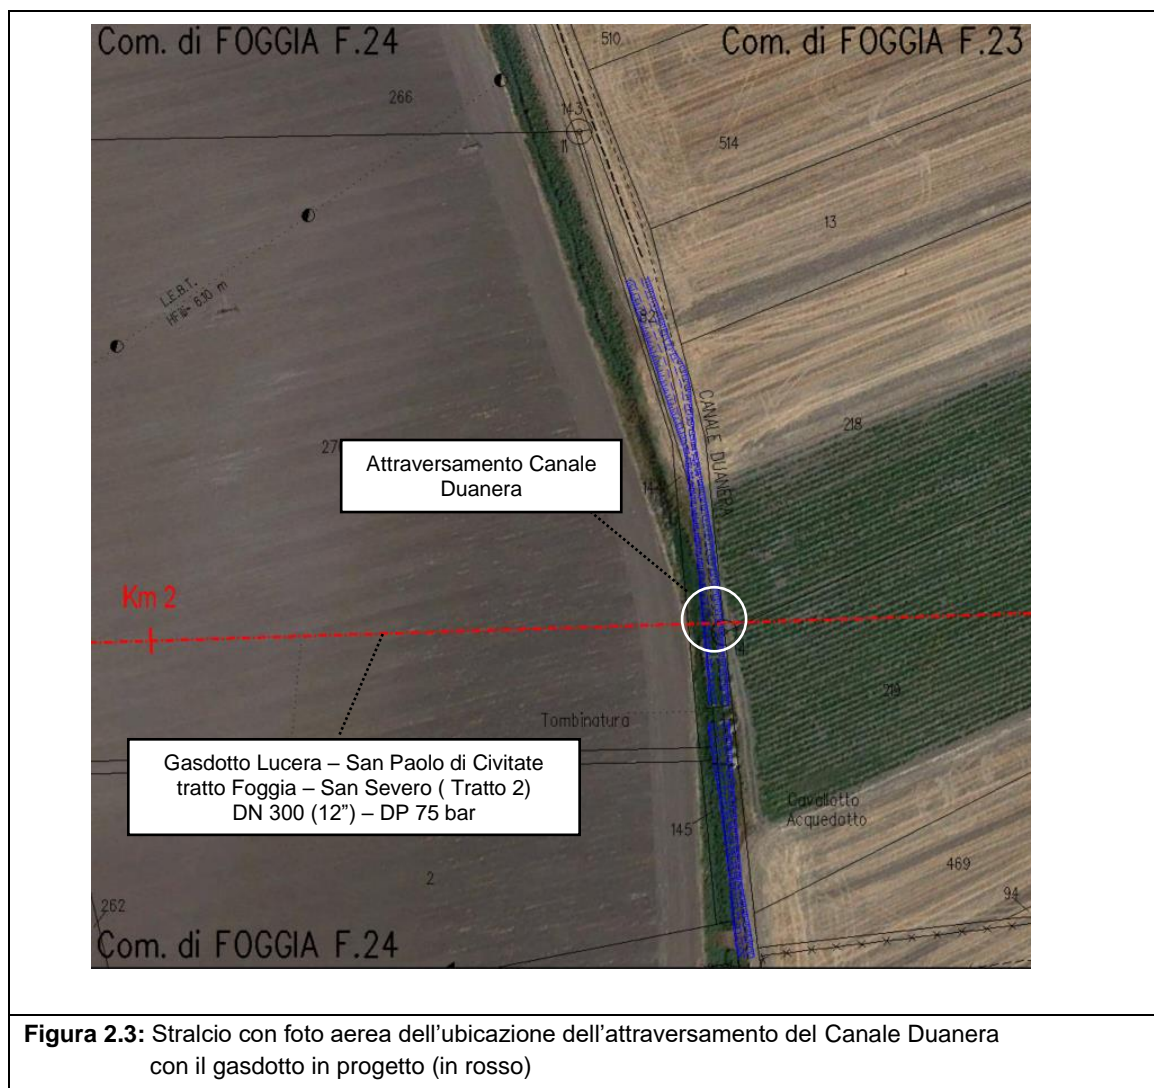 Com. di FOGGIA F.24
510
Com. di FOGGIA F.23
266
143
11
514
13
L.E.B.T.
82
CANALE DUANERA
218
Attraversamento Canale
Duanera
Km 2
219
Tombinatura
Gasdotto Lucera – San Paolo di Civitate
tratto Foggia – San Severo ( Tratto 2)
DN 300 (12”) – DP 75 bar
Cavallotto
Acquedotto
145
469
2
94
262
Com. di FOGGIA F.24
Figura 2.3: Stralcio con foto aerea dell’ubicazione dell’attraversamento del Canale Duanera
con il gasdotto in progetto (in rosso)